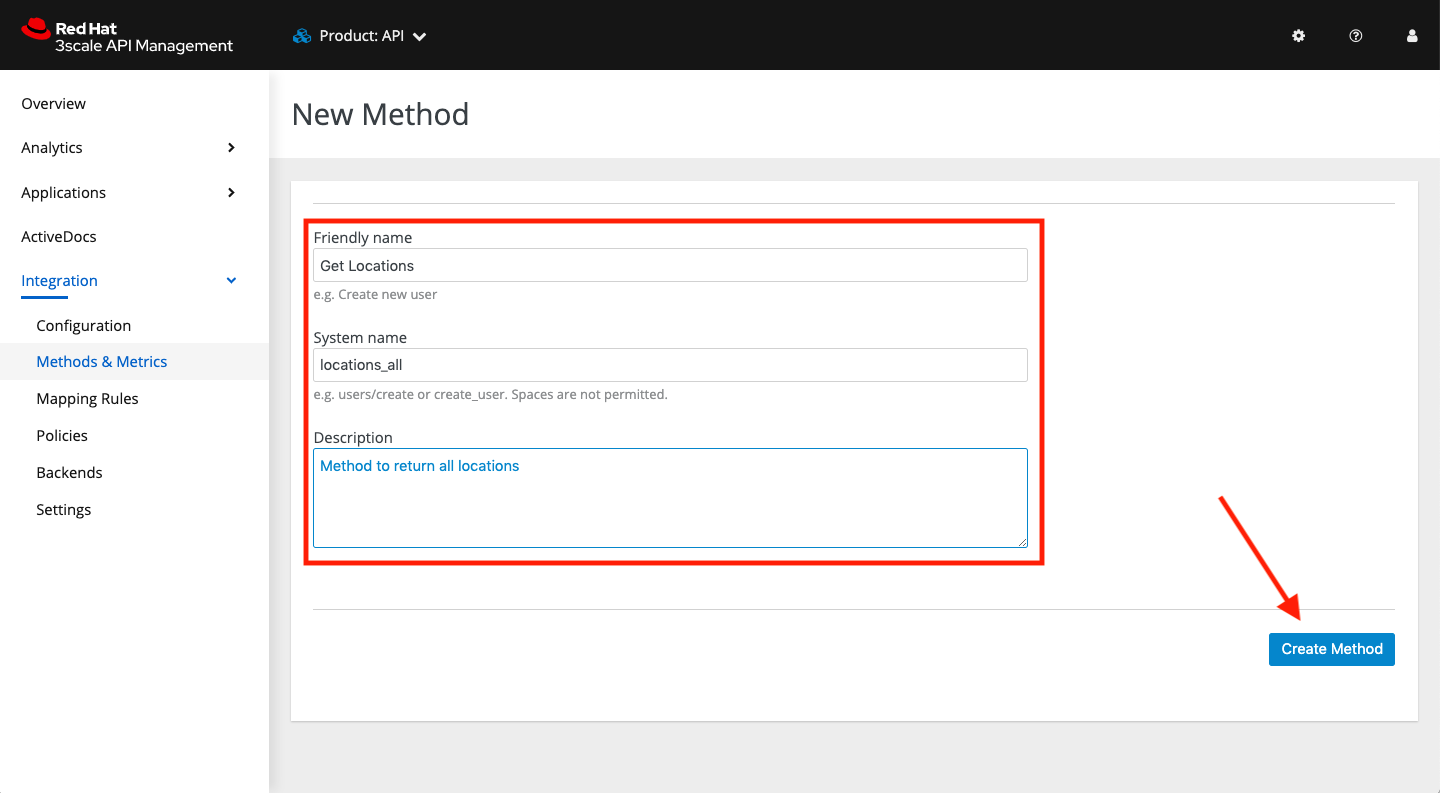 Red Hat
3scale API Management
Product: API
Overview
Analytics
Applications
ActiveDocs
Integration
Configuration
Methods & Metrics
Mapping Rules
Policies
Backends
Settings
New Method
Friendly name
Get Locations
e.g. Create new user
System name
locations_all
e.g. users/create or create_user. Spaces are not permitted.
Description
Method to return all locations
Create Method